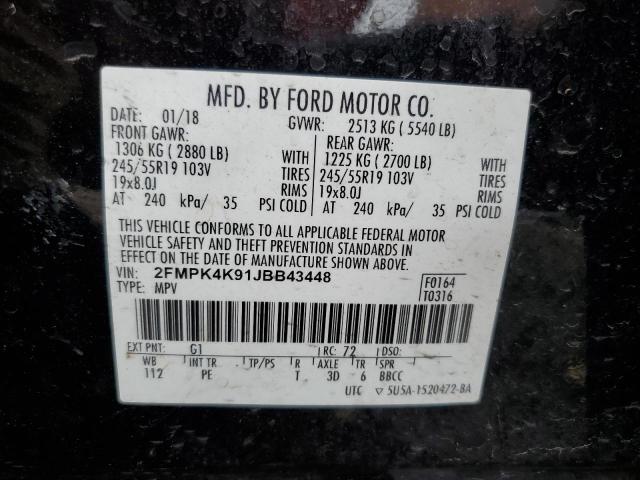 MFD. BY FORD MOTOR CO.
DATE: 01/18 GVWR: 2513 KG ( 5540 LB)
FRONT GAWR: REAR GAWR:
1306 KG ( 2880 LB) WITH 1225 KG ( 2700 LB) WITH
245/55R19 103V TIRES 245/55R19 103V TIRES
19x8.0J RIMS 19x8.0J RIMS
AT 240 kPa/ 35 PSI COLD AT 240 kPa/ 35 PSI COLD
THIS VEHICLE CONFORMS TO ALL APPLICABLE FEDERAL MOTOR
VEHICLE SAFETY AND THEFT PREVENTION STANDARDS IN
EFFECT ON THE DATE OF MANUFACTURE SHOWN ABOVE.
VIN: 2FMPK4K91JBB43448 F0164
TYPE: MPV T0316
EXT PNT: G1 RC: 72 DSO:
WB INT TR TP/PS R AXLE TR SPR
112 PE T 3D 6 BBCC
UTC ▽ 5U5A-1520472-BA